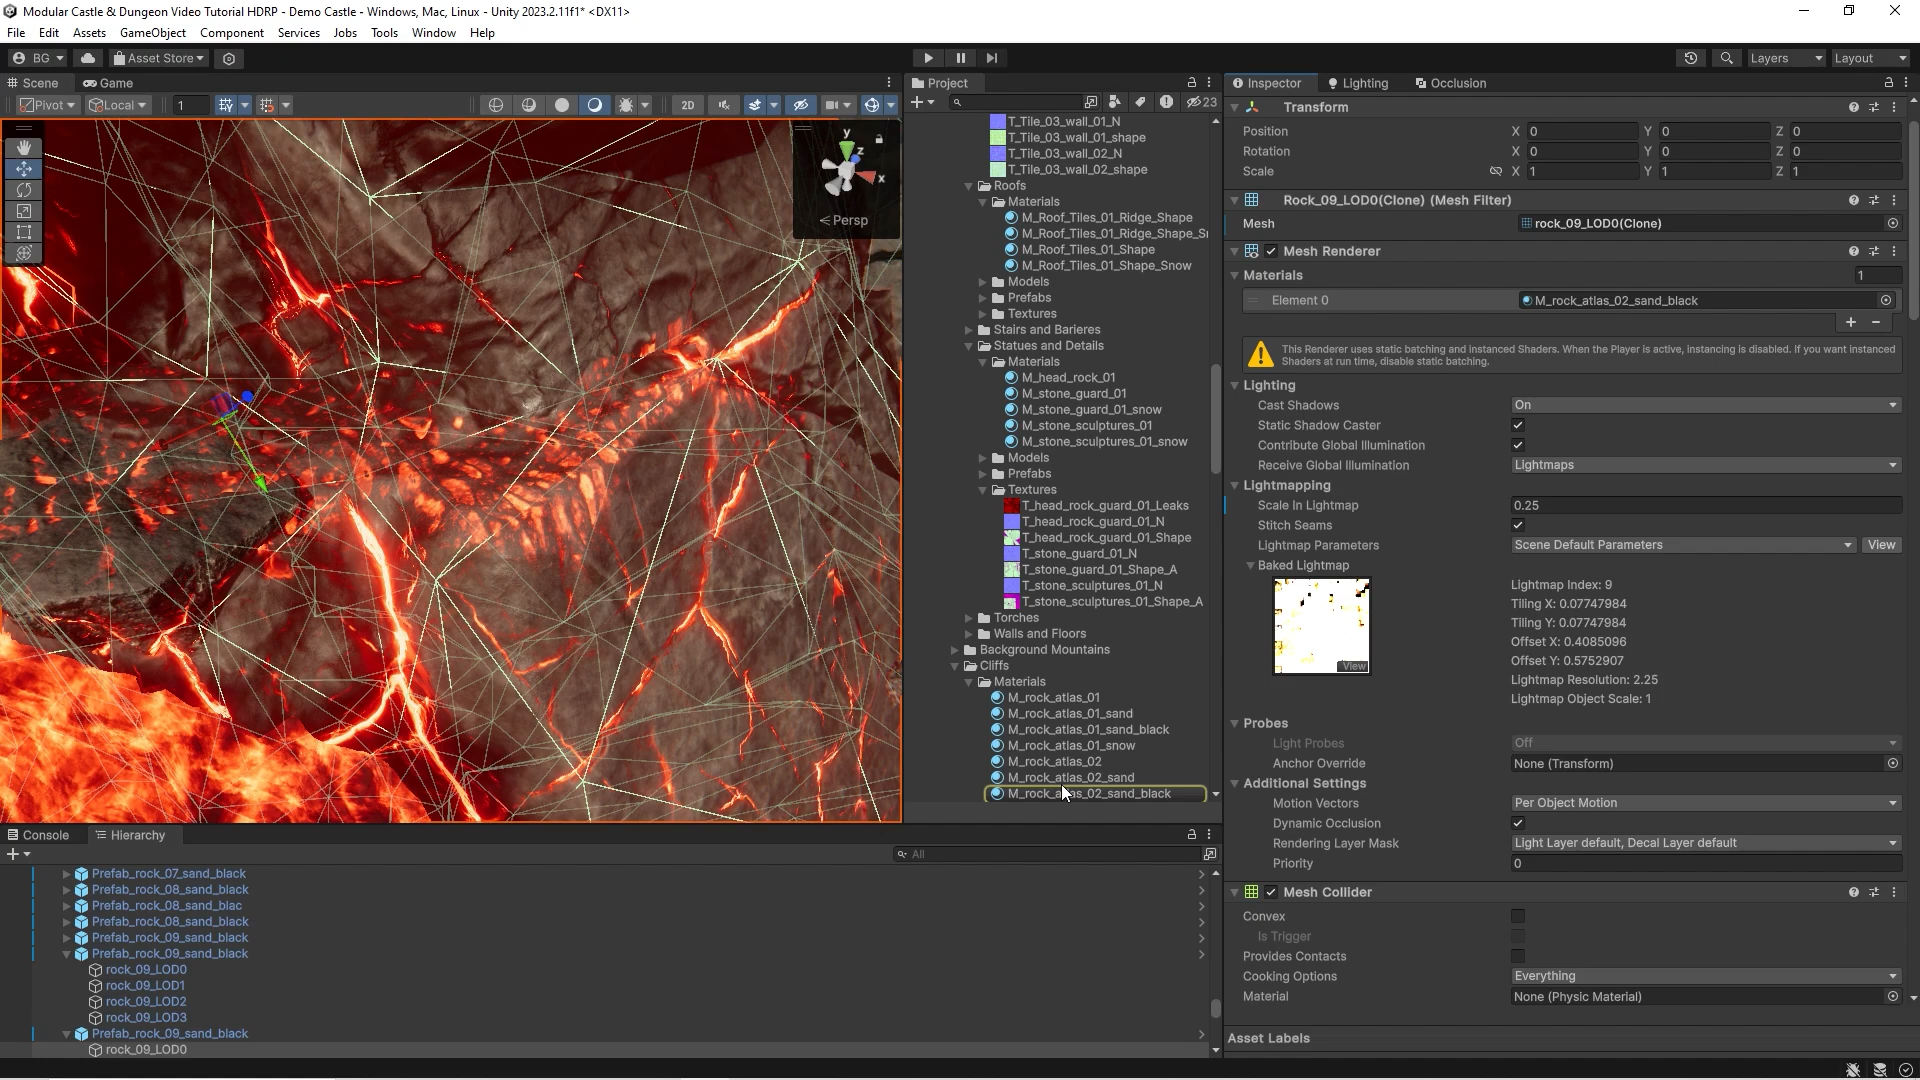 Modular Castle & Dungeon Video Tutorial HDRP - Demo Castle - Windows, Mac, Linux - Unity 2023.2.11f1* <DX11>
File Edit Assets GameObject Component Services Jobs Tools Window Help
BG Asset Store Layers Layout
Scene Game
Pivot Local 1 2D
y
z
x
Persp
Project
23
T_Tile_03_wall_01_N
T_Tile_03_wall_01_shape
T_Tile_03_wall_02_N
T_Tile_03_wall_02_shape
Roofs
Materials
M_Roof_Tiles_01_Ridge_Shape
M_Roof_Tiles_01_Ridge_Shape_Sr
M_Roof_Tiles_01_Shape
M_Roof_Tiles_01_Shape_Snow
Models
Prefabs
Textures
Stairs and Barieres
Statues and Details
Materials
M_head_rock_01
M_stone_guard_01
M_stone_guard_01_snow
M_stone_sculptures_01
M_stone_sculptures_01_snow
Models
Prefabs
Textures
T_head_rock_guard_01_Leaks
T_head_rock_guard_01_N
T_head_rock_guard_01_Shape
T_stone_guard_01_N
T_stone_guard_01_Shape_A
T_stone_sculptures_01_N
T_stone_sculptures_01_Shape_A
Torches
Walls and Floors
Background Mountains
Cliffs
Materials
M_rock_atlas_01
M_rock_atlas_01_sand
M_rock_atlas_01_sand_black
M_rock_atlas_01_snow
M_rock_atlas_02
M_rock_atlas_02_sand
M_rock_atlas_02_sand_black
Inspector Lighting Occlusion
Transform
Position X 0 Y 0 Z 0
Rotation X 0 Y 0 Z 0
Scale X 1 Y 1 Z 1
Rock_09_LOD0(Clone) (Mesh Filter)
Mesh rock_09_LOD0(Clone)
Mesh Renderer
Materials 1
Element 0 M_rock_atlas_02_sand_black
This Renderer uses static batching and instanced Shaders. When the Player is active, instancing is disabled. If you want instanced
Shaders at run time, disable static batching.
Lighting
Cast Shadows On
Static Shadow Caster
Contribute Global Illumination
Receive Global Illumination Lightmaps
Lightmapping
Scale In Lightmap 0.25
Stitch Seams
Lightmap Parameters Scene Default Parameters View
Baked Lightmap
View
Lightmap Index: 9
Tiling X: 0.07747984
Tiling Y: 0.07747984
Offset X: 0.4085096
Offset Y: 0.5752907
Lightmap Resolution: 2.25
Lightmap Object Scale: 1
Probes
Light Probes Off
Anchor Override None (Transform)
Additional Settings
Motion Vectors Per Object Motion
Dynamic Occlusion
Rendering Layer Mask Light Layer default, Decal Layer default
Priority 0
Mesh Collider
Convex
Is Trigger
Provides Contacts
Cooking Options Everything
Material None (Physic Material)
Asset Labels
Console Hierarchy
All
Prefab_rock_07_sand_black
Prefab_rock_08_sand_black
Prefab_rock_08_sand_blac
Prefab_rock_08_sand_black
Prefab_rock_09_sand_black
Prefab_rock_09_sand_black
rock_09_LOD0
rock_09_LOD1
rock_09_LOD2
rock_09_LOD3
Prefab_rock_09_sand_black
rock_09_LOD0